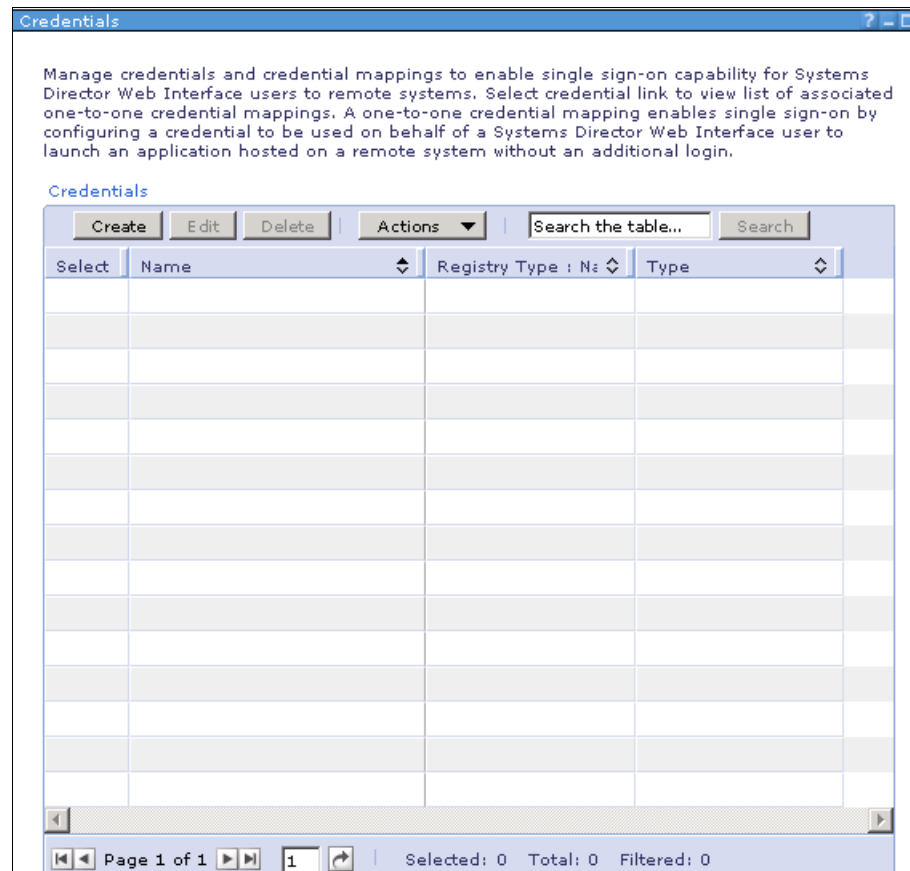 Credentials
Manage credentials and credential mappings to enable single sign-on capability for Systems
Director Web Interface users to remote systems. Select credential link to view list of associated
one-to-one credential mappings. A one-to-one credential mapping enables single sign-on by
configuring a credential to be used on behalf of a Systems Director Web Interface user to
launch an application hosted on a remote system without an additional login.
Credentials
Create Edit Delete | Actions | Search the table... Search
Select Name Registry Type : Na Type
Page 1 of 1 1 | Selected: 0 Total: 0 Filtered: 0